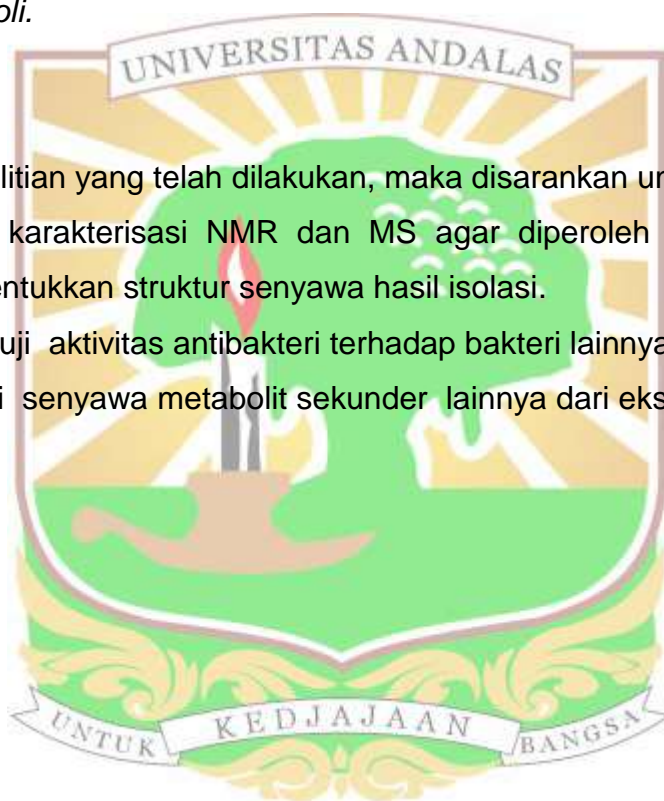 oli.
UNIVERSITAS ANDALAS
litian yang telah dilakukan, maka disarankan un
karakterisasi NMR dan MS agar diperoleh
entukkan struktur senyawa hasil isolasi.
uji aktivitas antibakteri terhadap bakteri lainnya
i senyawa metabolit sekunder lainnya dari eks
UNTUK KEDJAJAAN BANGSA